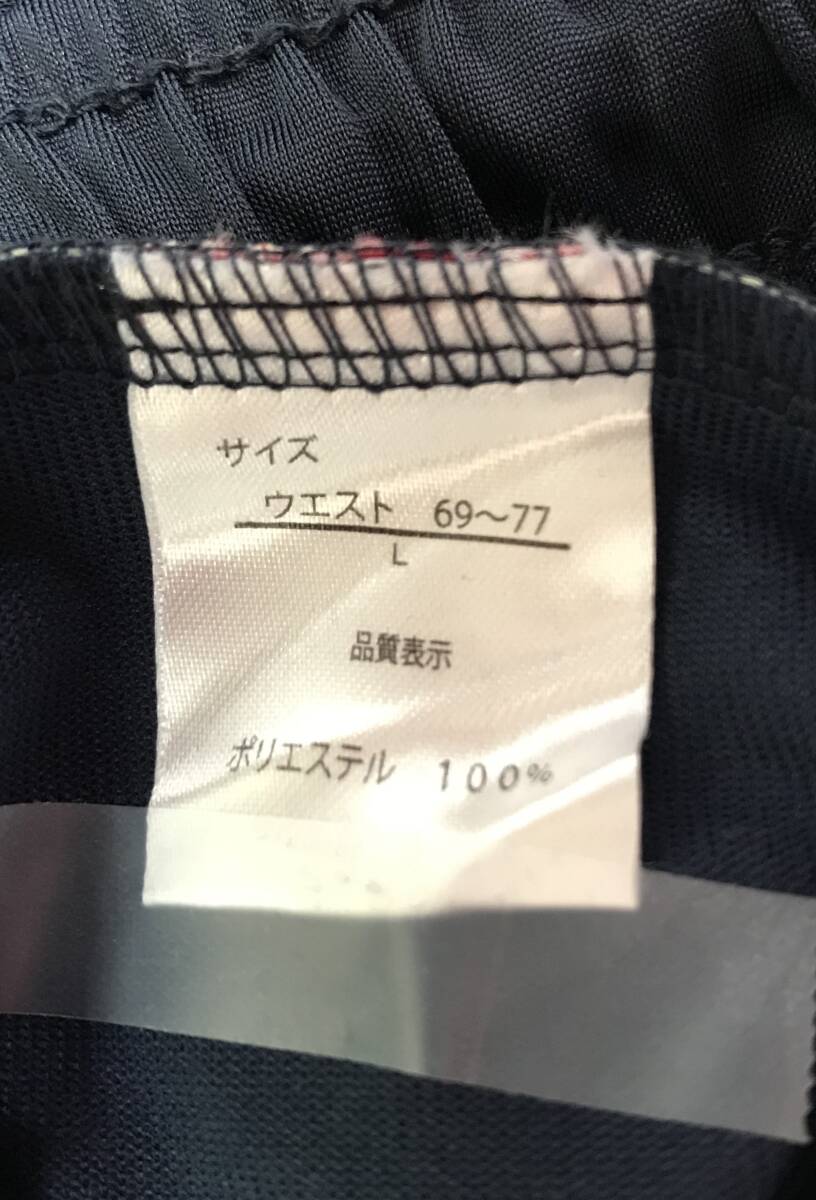 サイズ
ウエスト 69～77
L
品質表示
ポリエステル 100%